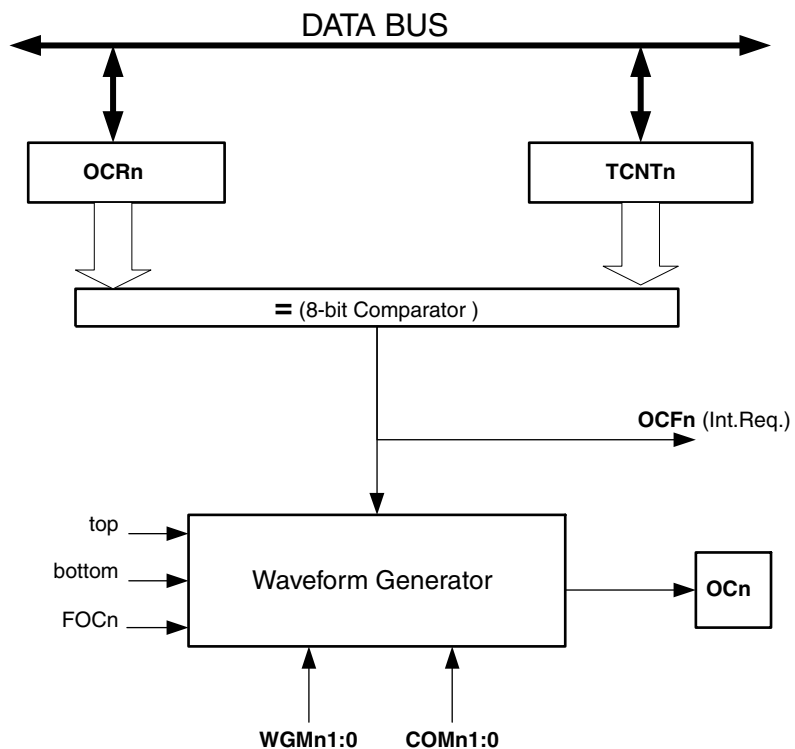 DATA BUS
OCRn
TCNTn
= (8-bit Comparator )
OCFn (Int.Req.)
top
bottom
FOCn
Waveform Generator
OCn
WGMn1:0
COMn1:0